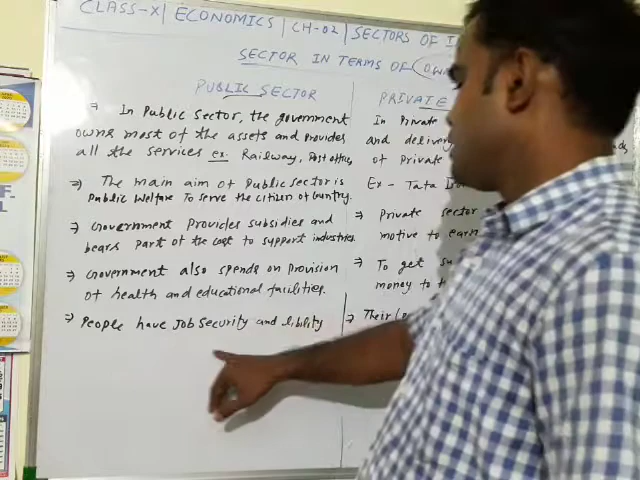 CLASS-X| ECONOMICS | CH-02 | SECTORS OF I
SECTOR IN TERMS OF OWN
PUBLIC SECTOR
PRIVATE
⇒ In Public Sector, the government
owns most of the assets and Provides
all the services ex. Railway, Post office
⇒ The main aim of Public sector is
Public Welfare To serve the citizen of Country.
⇒ Government Provides subsidies and
bears part of the cost to support industries.
⇒ Government also spends on provision
of health and educational facilities.
⇒ People have Job Security and libility
In Private
and deliver
of Private
Ex - Tata
⇒ Private sector
motive to earn
⇒ To get su
money to t
⇒ Their